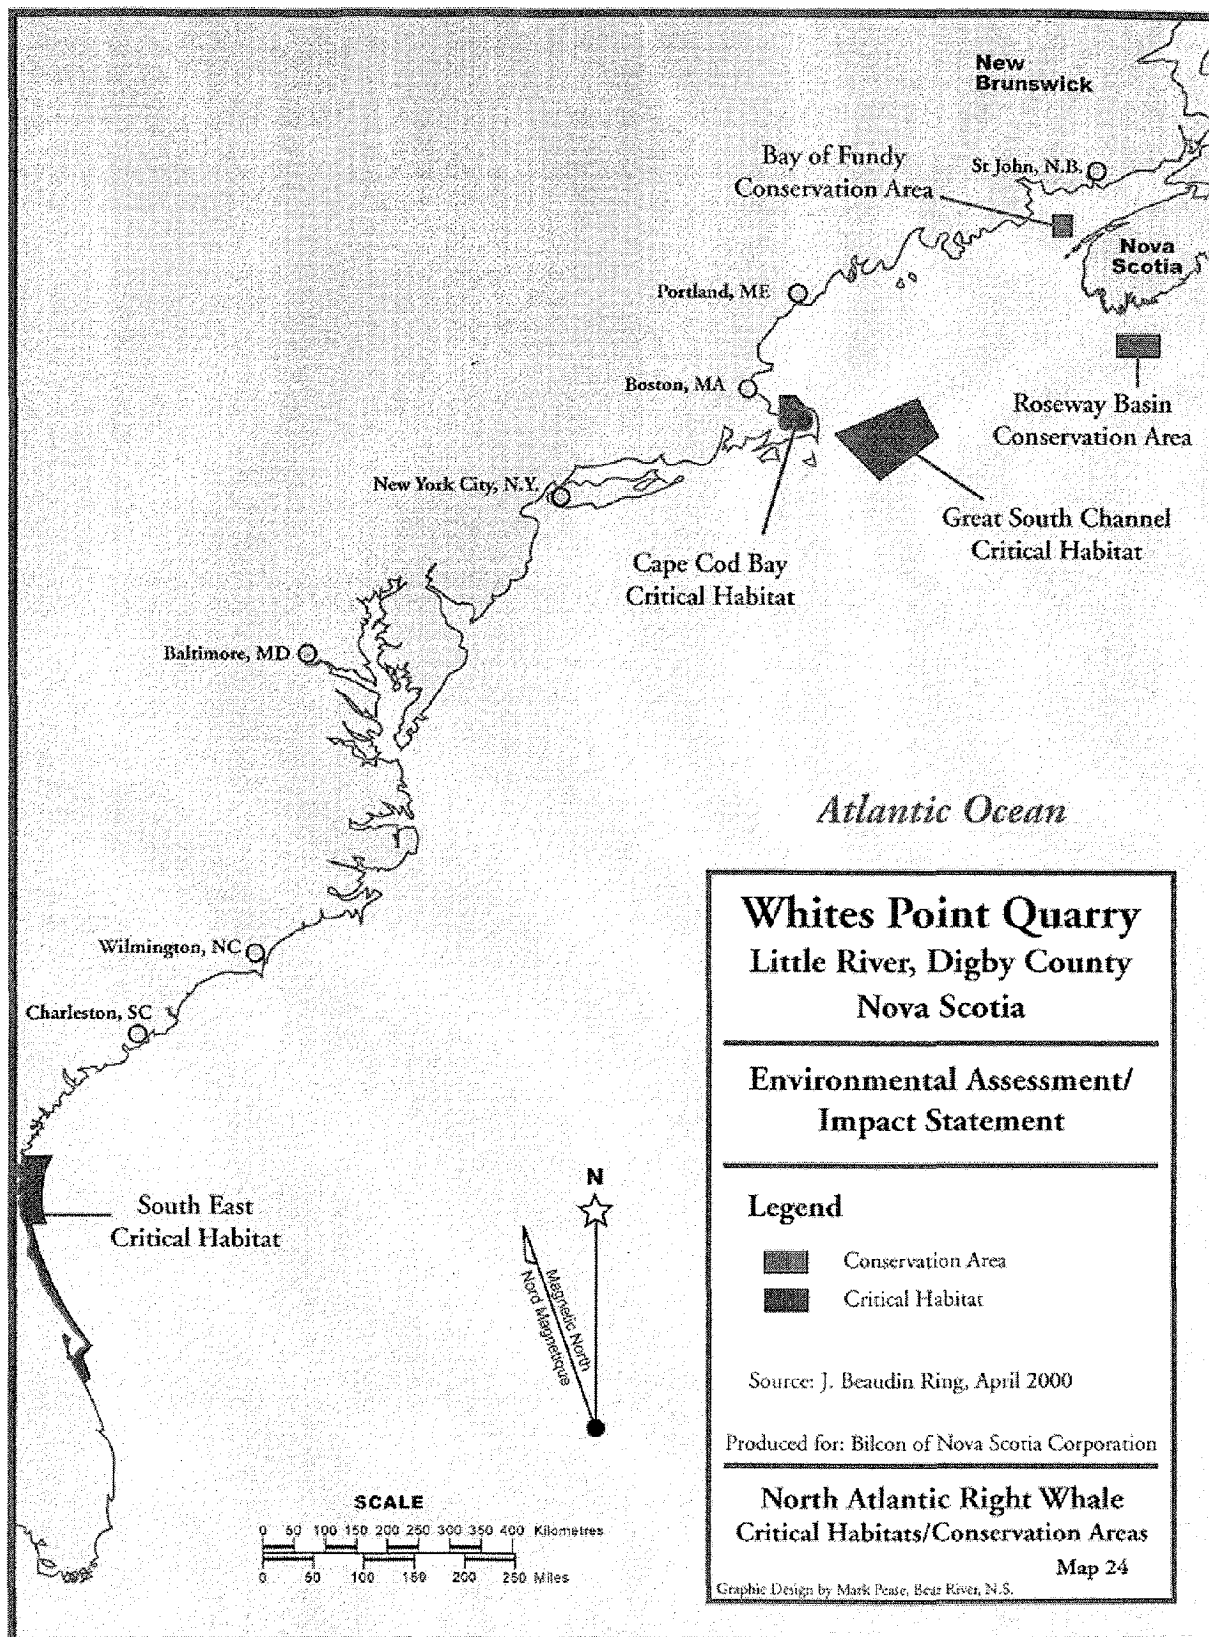 New
Brunswick
Bay of Fundy
Conservation Area
St John, N.B.
Nova
Scotia
Portland, ME
Boston, MA
Roseway Basin
Conservation Area
New York City, N.Y.
Great South Channel
Critical Habitat
Cape Cod Bay
Critical Habitat
Baltimore, MD
Atlantic Ocean
Wilmington, NC
Charleston, SC
South East
Critical Habitat
N
Magnetic North
Nord Magnetique
SCALE
0 50 100 150 200 250 300 350 400 Kilometres
0 50 100 150 200 250 Miles
Whites Point Quarry
Little River, Digby County
Nova Scotia
Environmental Assessment/
Impact Statement
Legend
Conservation Area
Critical Habitat
Source: J. Beaudin Ring, April 2000
Produced for: Bilcon of Nova Scotia Corporation
North Atlantic Right Whale
Critical Habitats/Conservation Areas
Map 24
Graphic Design by Mark Pease, Bear River, N.S.